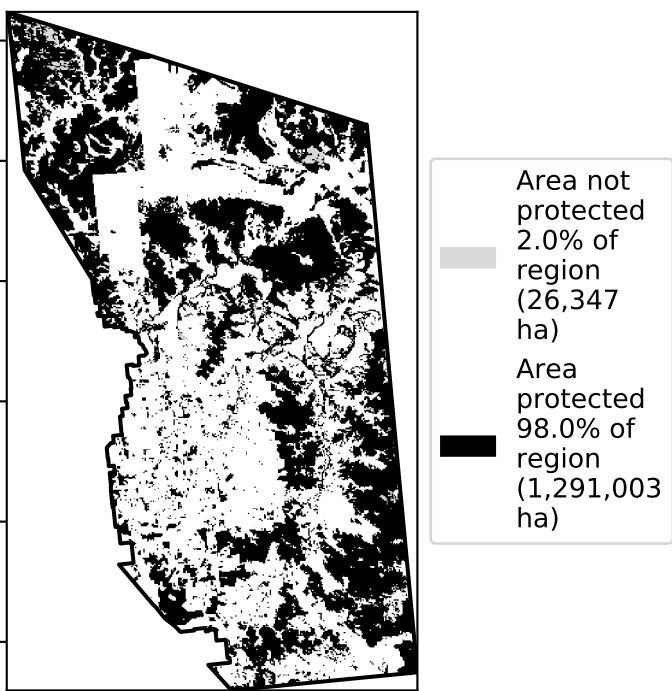 Area not
protected
2.0% of
region
(26,347
ha)
Area
protected
98.0% of
region
(1,291,003
ha)